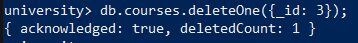 university> db.courses.deleteOne({_id: 3});
{ acknowledged: true, deletedCount: 1 }